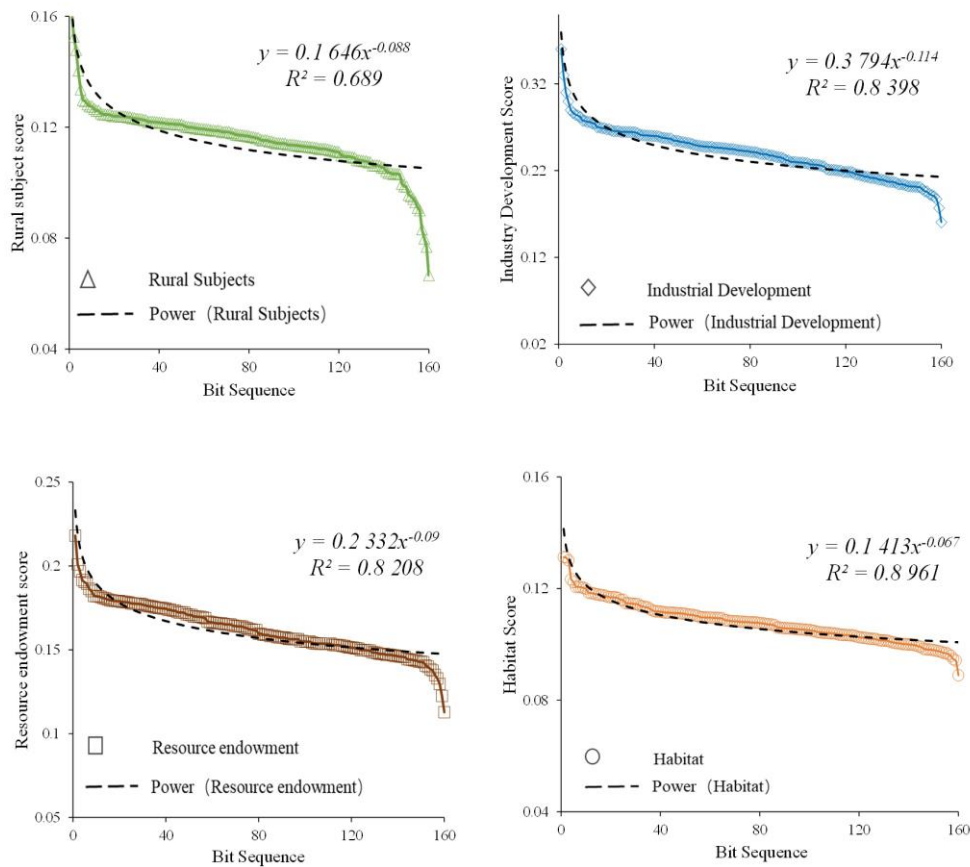 0.16
0.12
0.08
0.04
Rural subject score
y = 0.1 646x^-0.088
R² = 0.689
Rural Subjects
Power（Rural Subjects）
0 40 80 120 160
Bit Sequence
0.32
0.22
0.12
0.02
Industry Development Score
y = 0.3 794x^-0.114
R² = 0.8 398
Industrial Development
Power（Industrial Development）
0 40 80 120 160
Bit Sequence
0.25
0.2
0.15
0.1
0.05
Resource endowment score
y = 0.2 332x^-0.09
R² = 0.8 208
Resource endowment
Power（Resource endowment）
0 40 80 120 160
Bit Sequence
0.16
0.12
0.08
0.04
Habitat Score
y = 0.1 413x^-0.067
R² = 0.8 961
Habitat
Power（Habitat）
0 40 80 120 160
Bit Sequence